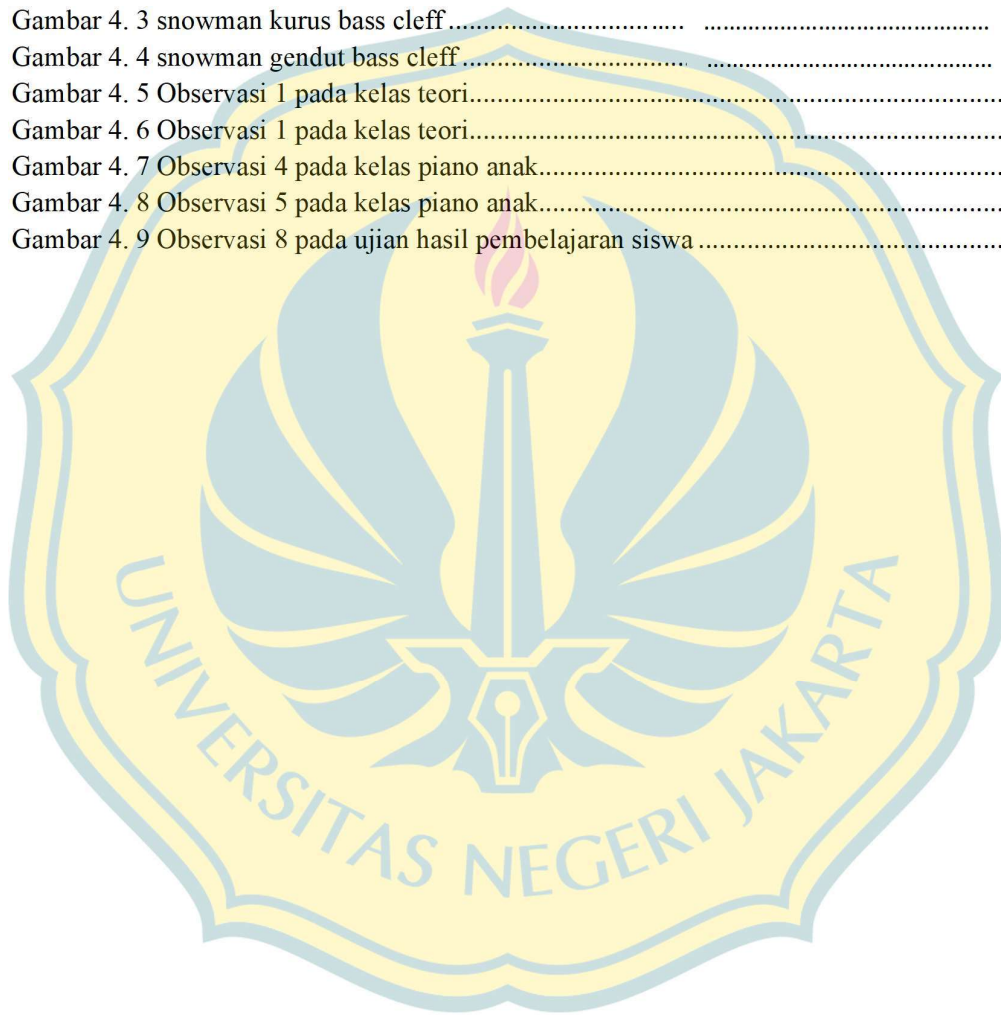 Gambar 4. 3 snowman kurus bass cleff ................................ ..........................................
Gambar 4. 4 snowman gendut bass cleff ............................... ..........................................
Gambar 4. 5 Observasi 1 pada kelas teori...............................................................................
Gambar 4. 6 Observasi 1 pada kelas teori...............................................................................
Gambar 4. 7 Observasi 4 pada kelas piano anak.....................................................................
Gambar 4. 8 Observasi 5 pada kelas piano anak.....................................................................
Gambar 4. 9 Observasi 8 pada ujian hasil pembelajaran siswa ..............................................
UNIVERSITAS NEGERI JAKARTA